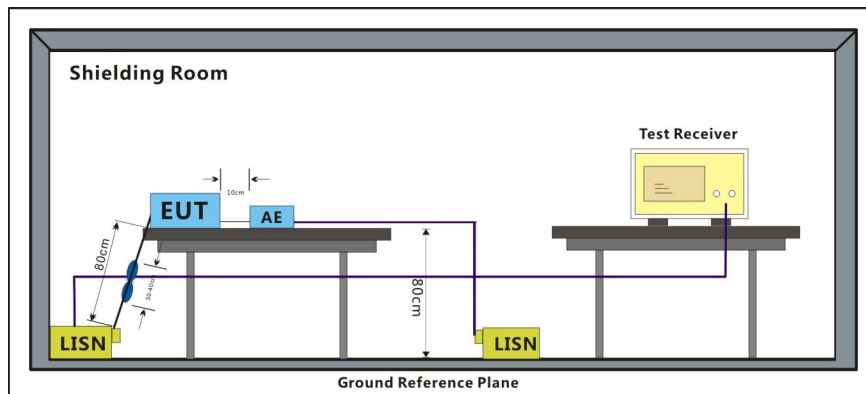 Shielding Room
Test Receiver
10cm
EUT
AE
80cm
30-40cm
80cm
LISN
LISN
Ground Reference Plane